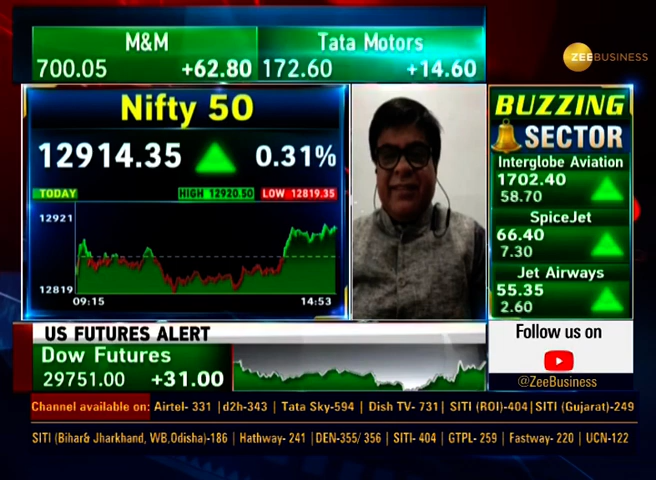 M&M
700.05 +62.80
Tata Motors
172.60 +14.60
ZEEBUSINESS
Nifty 50
12914.35 0.31%
TODAY HIGH 12920.50 LOW 12819.35
12921
12819
09:15 14:53
BUZZING
SECTOR
Interglobe Aviation
1702.40
58.70
SpiceJet
66.40
7.30
Jet Airways
55.35
2.60
US FUTURES ALERT
Dow Futures
29751.00 +31.00
Follow us on
@ZeeBusiness
Channel available on: Airtel- 331 | d2h-343 | Tata Sky-594 | Dish TV- 731| SITI (ROI)-404| SITI (Gujarat)-249
SITI (Bihar& Jharkhand, WB,Odisha)-186 | Hathway- 241 |DEN-355/ 356 | SITI- 404 | GTPL- 259 | Fastway- 220 | UCN-122